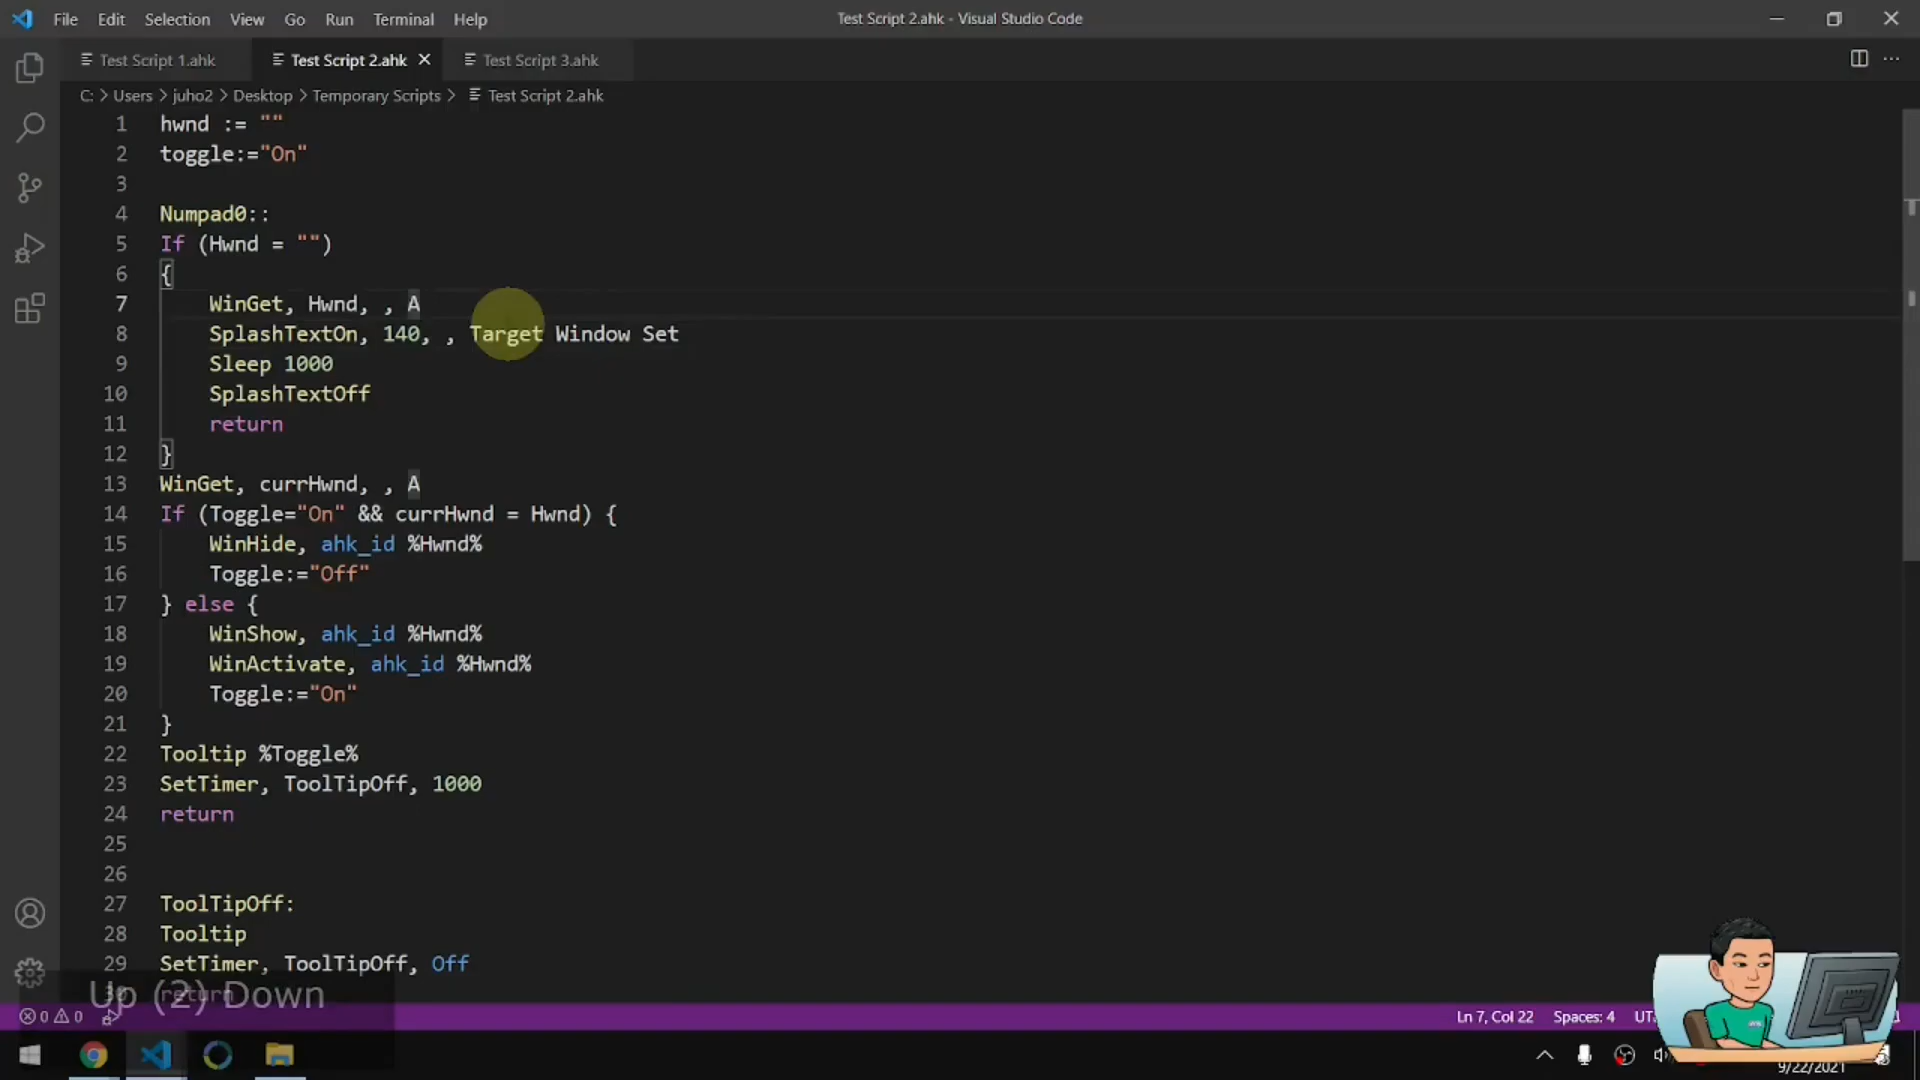 File Edit Selection View Go Run Terminal Help Test Script 2.ahk - Visual Studio Code
Test Script 1.ahk Test Script 2.ahk Test Script 3.ahk
C: > Users > juho2 > Desktop > Temporary Scripts > Test Script 2.ahk
1 hwnd := ""
2 toggle:="On"
3
4 Numpad0::
5 If (Hwnd = "")
6 {
7 WinGet, Hwnd, , A
8 SplashTextOn, 140, , Target Window Set
9 Sleep 1000
10 SplashTextOff
11 return
12 }
13 WinGet, currHwnd, , A
14 If (Toggle="On" && currHwnd = Hwnd) {
15 WinHide, ahk_id %Hwnd%
16 Toggle:="Off"
17 } else {
18 WinShow, ahk_id %Hwnd%
19 WinActivate, ahk_id %Hwnd%
20 Toggle:="On"
21 }
22 Tooltip %Toggle%
23 SetTimer, ToolTipOff, 1000
24 return
25
26
27 ToolTipOff:
28 Tooltip
29 SetTimer, ToolTipOff, Off
30 return
Up (2) Down
0 0 Ln 7, Col 22 Spaces: 4
9/22/2021